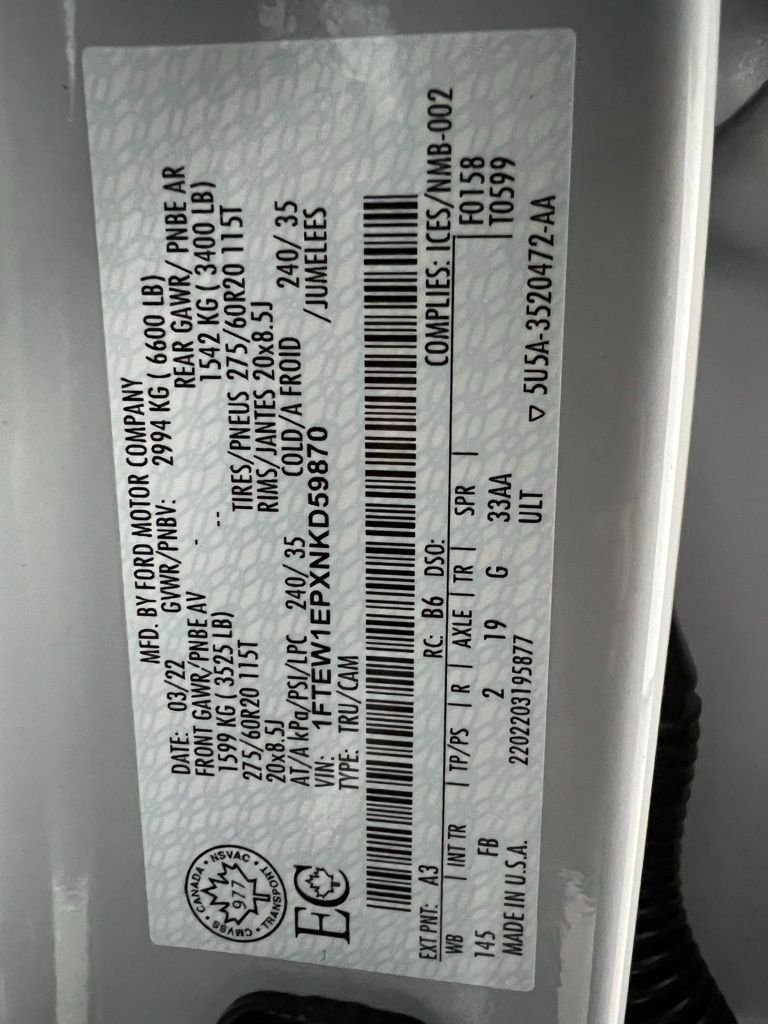 MFD. BY FORD MOTOR COMPANY
DATE: 03/22 GVWR/PNBV: 2994 KG ( 6600 LB)
FRONT GAWR/PNBE AV REAR GAWR/ PNBE AR
1599 KG ( 3525 LB) 1542 KG ( 3400 LB)
275/60R20 115T TIRES/PNEUS 275/60R20 115T
20x8.5J RIMS/JANTES 20x8.5J
AT/A kPa/PSI/LPC 240/ 35 COLD/A FROID 240/ 35
VIN: 1FTEW1EPXNKD59870 /JUMELEES
TYPE: TRU/CAM
CANADA • NSVAC • TRANSPORT • CMVSS •
977
EC
EXT PNT: A3 RC: B6 DSO: COMPLIES: ICES/NMB-002
WB | INT TR | TP/PS | R | AXLE | TR | SPR | F0158
145 FB 2 19 G 33AA T0599
MADE IN U.S.A. 2202203195877 ULT
▽ 5U5A-3520472-AA